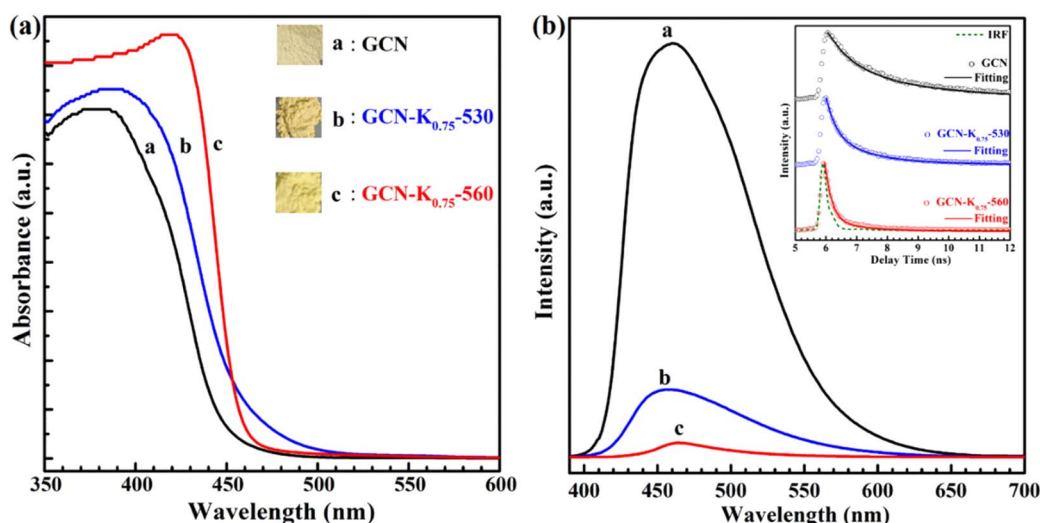 (a)
Absorbance (a.u.)
a : GCN
b : GCN-K0.75-530
c : GCN-K0.75-560
a
b
c
350 400 450 500 550 600
Wavelength (nm)
(b)
Intensity (a.u.)
a
b
c
400 450 500 550 600 650 700
Wavelength (nm)
Intensity (a.u.)
IRF
GCN
Fitting
GCN-K0.75-530
Fitting
GCN-K0.75-560
Fitting
5 6 7 8 9 10 11 12
Delay Time (ns)